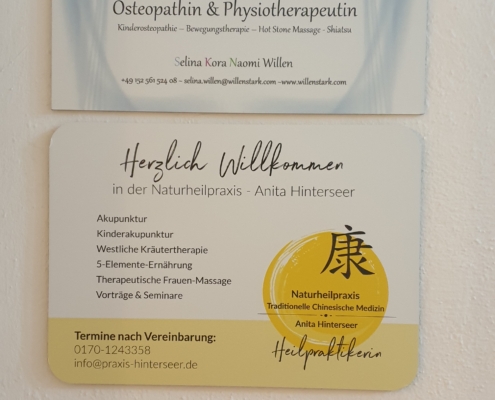 Osteopathin & Physiotherapeutin
Kinderosteopathie – Bewegungstherapie – Hot Stone Massage - Shiatsu
Selina Kora Naomi Willen
+49 152 561 524 08 – selina.willen@willenstark.com –www.willenstark.com
Herzlich Willkommen
in der Naturheilpraxis - Anita Hinterseer
Akupunktur
Kinderakupunktur
Westliche Kräutertherapie
5-Elemente-Ernährung
Therapeutische Frauen-Massage
Vorträge & Seminare
康
Naturheilpraxis
Traditionelle Chinesische Medizin
Anita Hinterseer
Heilpraktikerin
Termine nach Vereinbarung:
0170-1243358
info@praxis-hinterseer.de